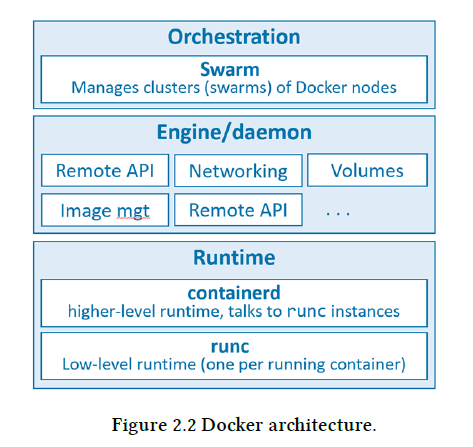 Orchestration
Swarm
Manages clusters (swarms) of Docker nodes
Engine/daemon
Remote API Networking Volumes
Image mgt Remote API ...
Runtime
containerd
higher-level runtime, talks to runc instances
runc
Low-level runtime (one per running container)
Figure 2.2 Docker architecture.